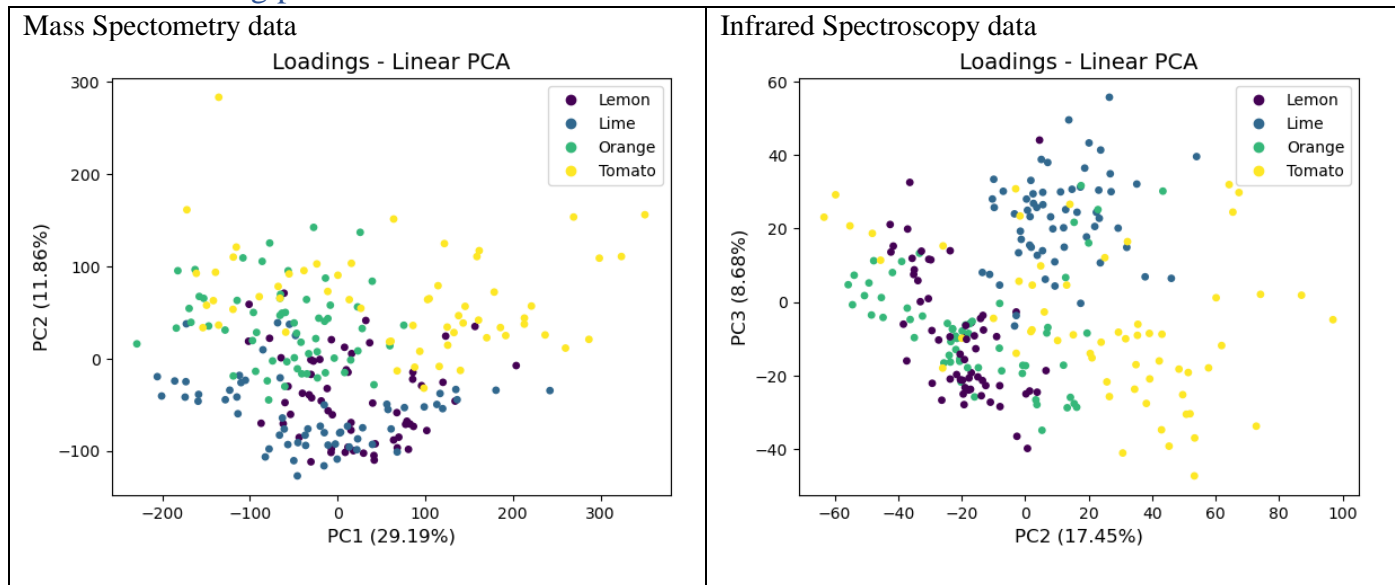 Mass Spectometry data
Loadings - Linear PCA
300
200
100
0
−100
PC2 (11.86%)
−200
−100
0
100
200
300
PC1 (29.19%)
Lemon
Lime
Orange
Tomato
Infrared Spectroscopy data
Loadings - Linear PCA
60
40
20
0
−20
−40
PC3 (8.68%)
−60
−40
−20
0
20
40
60
80
100
PC2 (17.45%)
Lemon
Lime
Orange
Tomato